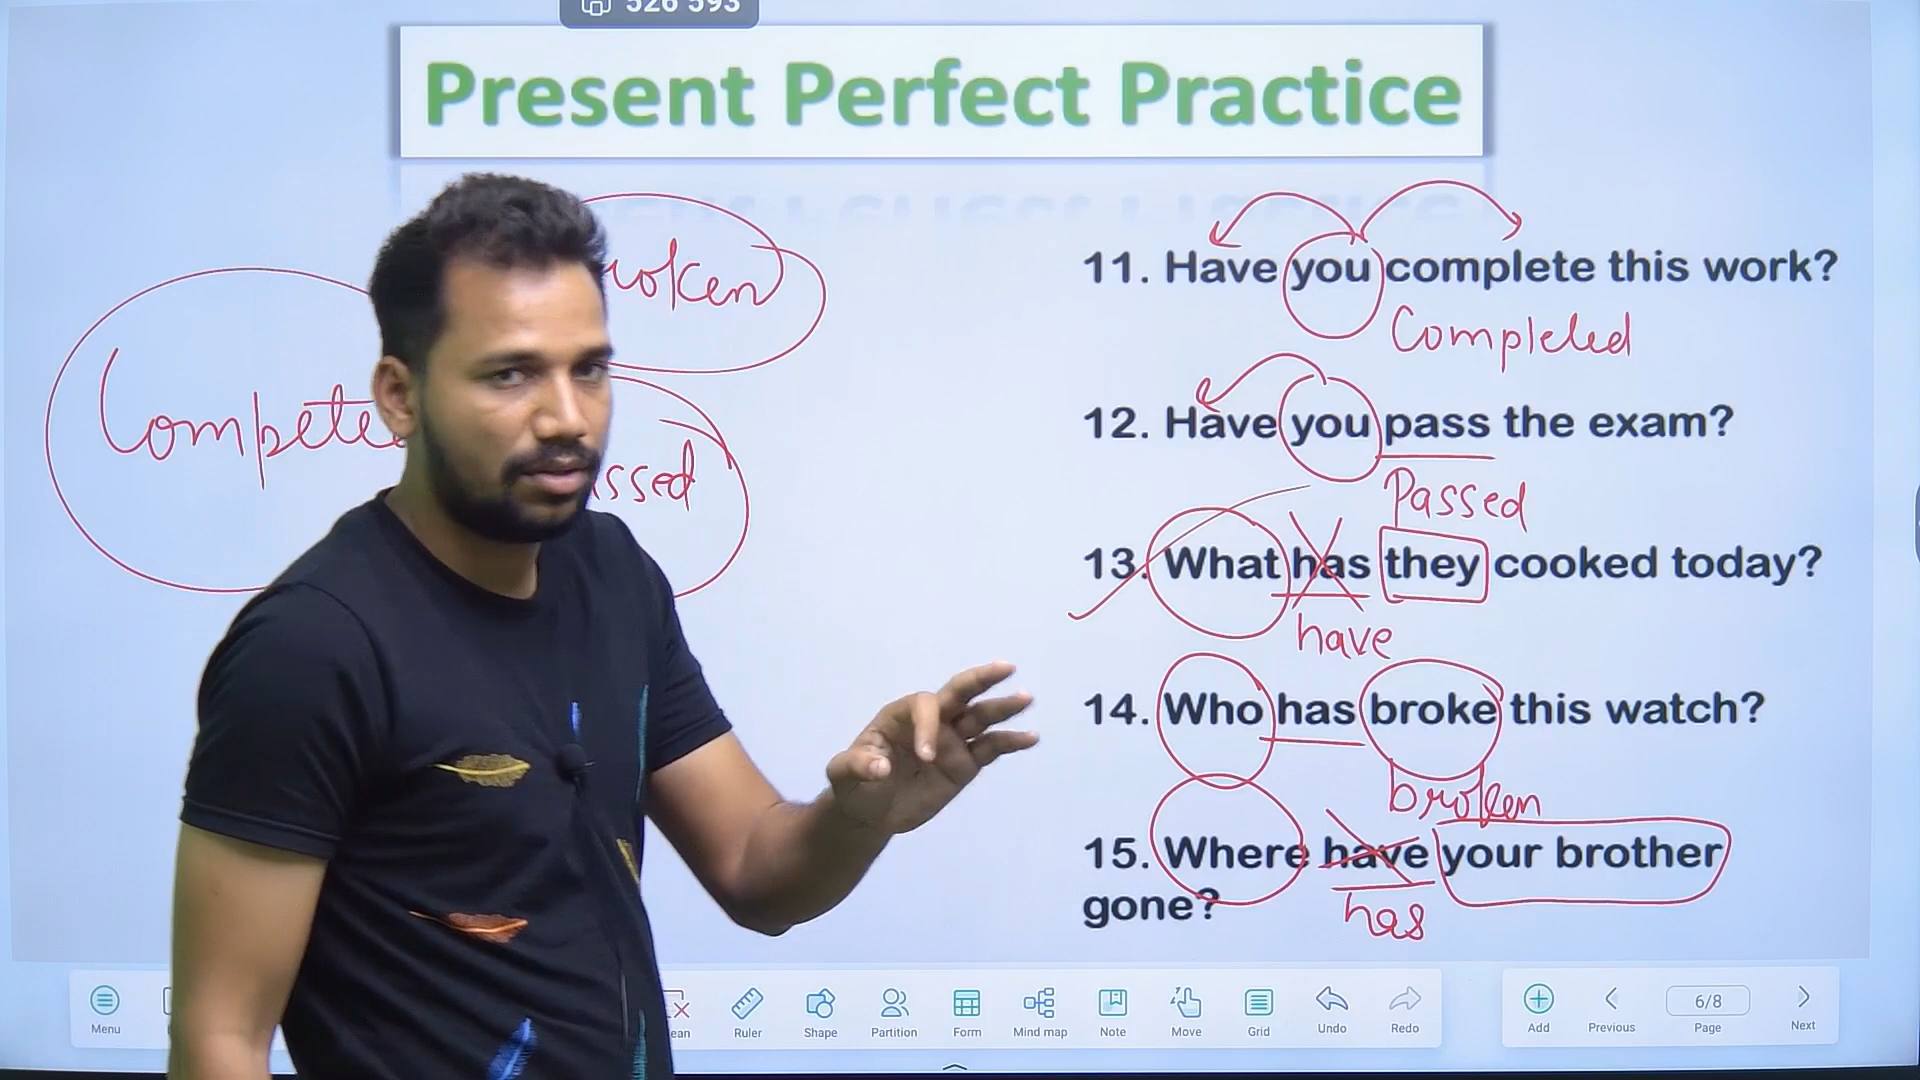 526 593
Present Perfect Practice
11. Have you complete this work?
Completed
12. Have you pass the exam?
Passed
13. What has they cooked today?
have
14. Who has broke this watch?
broken
15. Where have your brother
gone?
has
Menu
Ruler
Shape
Partition
Form
Mind map
Note
Move
Grid
Undo
Redo
Add
Previous
6/8
Page
Next